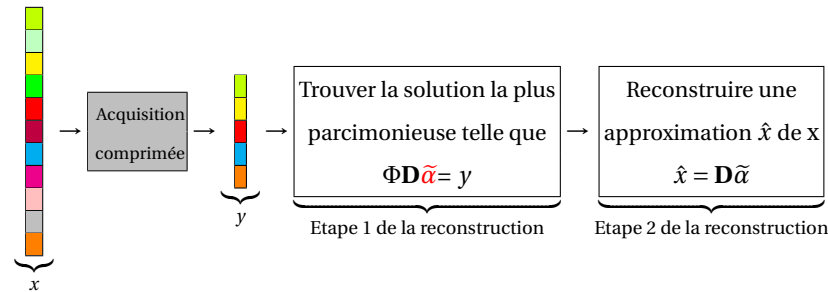 x
Acquisition
comprimée
y
Trouver la solution la plus
parcimonieuse telle que
Φ𝐃α̃= y
Etape 1 de la reconstruction
Reconstruire une
approximation x̂ de x
x̂ = 𝐃α̃
Etape 2 de la reconstruction